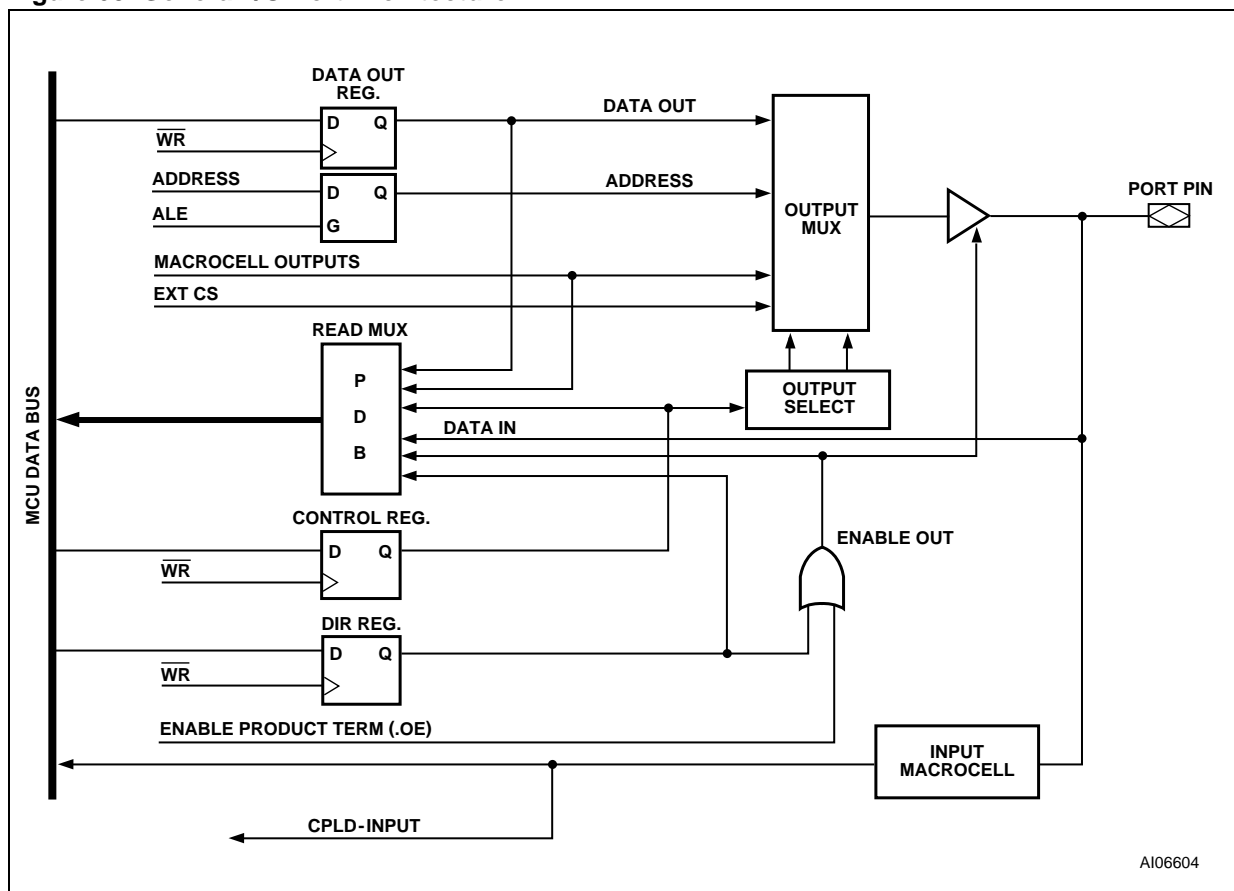 DATA OUT
REG.
D Q
WR
DATA OUT
ADDRESS
D Q
ALE
G
ADDRESS
OUTPUT
MUX
PORT PIN
MACROCELL OUTPUTS
EXT CS
READ MUX
P
D
B
OUTPUT
SELECT
DATA IN
MCU DATA BUS
CONTROL REG.
D Q
WR
ENABLE OUT
DIR REG.
D Q
WR
ENABLE PRODUCT TERM (.OE)
INPUT
MACROCELL
CPLD-INPUT
AI06604